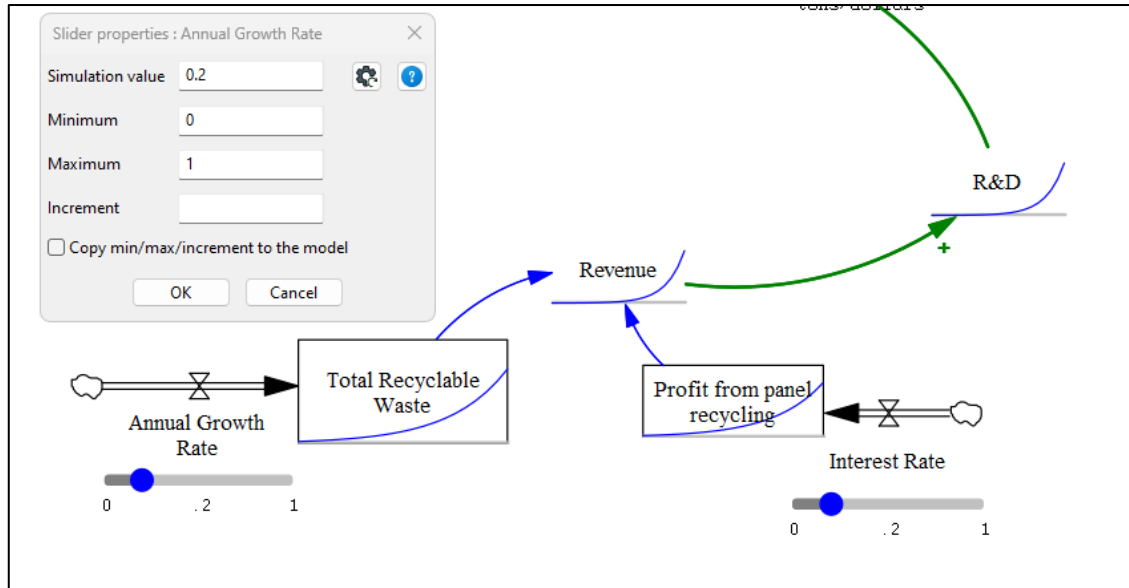 tons/dollars
Slider properties : Annual Growth Rate
Simulation value 0.2
?
Minimum 0
Maximum 1
Increment
Copy min/max/increment to the model
OK Cancel
R&D
+
Revenue
Total Recyclable
Waste
Profit from panel
recycling
Annual Growth
Rate
Interest Rate
0 .2 1
0 .2 1